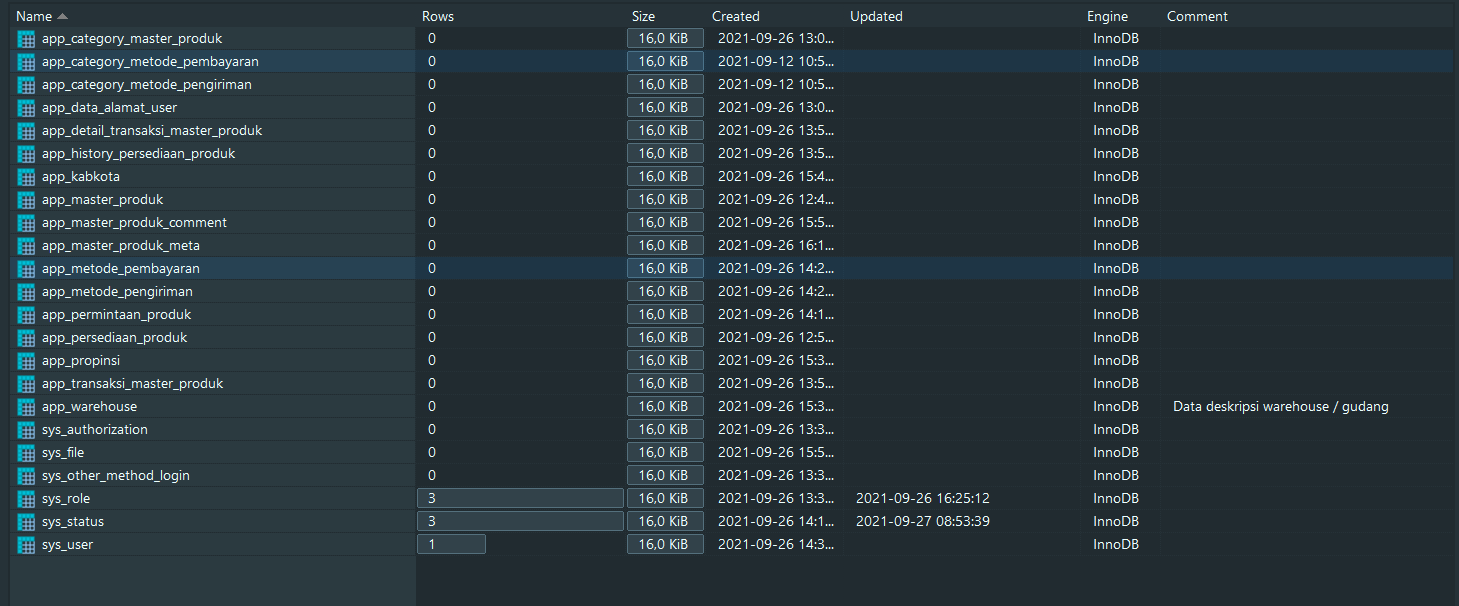 Name Rows Size Created Updated Engine Comment
app_category_master_produk 0 16,0 KiB 2021-09-26 13:0... InnoDB
app_category_metode_pembayaran 0 16,0 KiB 2021-09-12 10:5... InnoDB
app_category_metode_pengiriman 0 16,0 KiB 2021-09-12 10:5... InnoDB
app_data_alamat_user 0 16,0 KiB 2021-09-26 13:0... InnoDB
app_detail_transaksi_master_produk 0 16,0 KiB 2021-09-26 13:5... InnoDB
app_history_persediaan_produk 0 16,0 KiB 2021-09-26 13:5... InnoDB
app_kabkota 0 16,0 KiB 2021-09-26 15:4... InnoDB
app_master_produk 0 16,0 KiB 2021-09-26 12:4... InnoDB
app_master_produk_comment 0 16,0 KiB 2021-09-26 15:5... InnoDB
app_master_produk_meta 0 16,0 KiB 2021-09-26 16:1... InnoDB
app_metode_pembayaran 0 16,0 KiB 2021-09-26 14:2... InnoDB
app_metode_pengiriman 0 16,0 KiB 2021-09-26 14:2... InnoDB
app_permintaan_produk 0 16,0 KiB 2021-09-26 14:1... InnoDB
app_persediaan_produk 0 16,0 KiB 2021-09-26 12:5... InnoDB
app_propinsi 0 16,0 KiB 2021-09-26 15:3... InnoDB
app_transaksi_master_produk 0 16,0 KiB 2021-09-26 13:5... InnoDB
app_warehouse 0 16,0 KiB 2021-09-26 15:3... InnoDB Data deskripsi warehouse / gudang
sys_authorization 0 16,0 KiB 2021-09-26 13:3... InnoDB
sys_file 0 16,0 KiB 2021-09-26 15:5... InnoDB
sys_other_method_login 0 16,0 KiB 2021-09-26 13:3... InnoDB
sys_role 3 16,0 KiB 2021-09-26 13:3... 2021-09-26 16:25:12 InnoDB
sys_status 3 16,0 KiB 2021-09-26 14:1... 2021-09-27 08:53:39 InnoDB
sys_user 1 16,0 KiB 2021-09-26 14:3... InnoDB